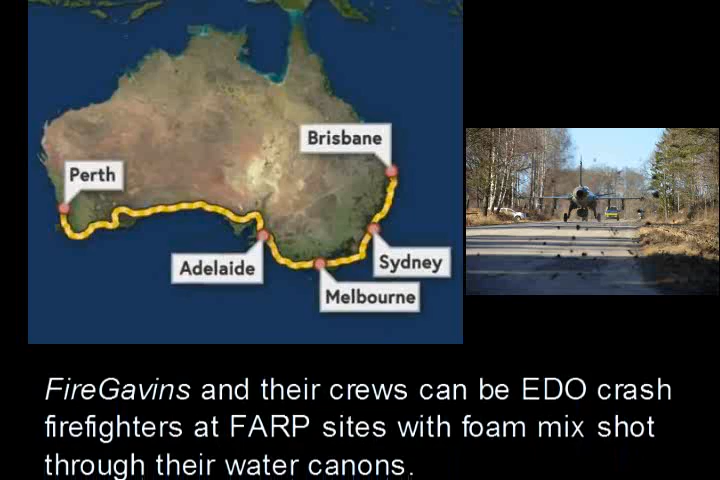 Brisbane
Perth
Adelaide
Sydney
Melbourne
FireGavins and their crews can be EDO crash
firefighters at FARP sites with foam mix shot
through their water canons.